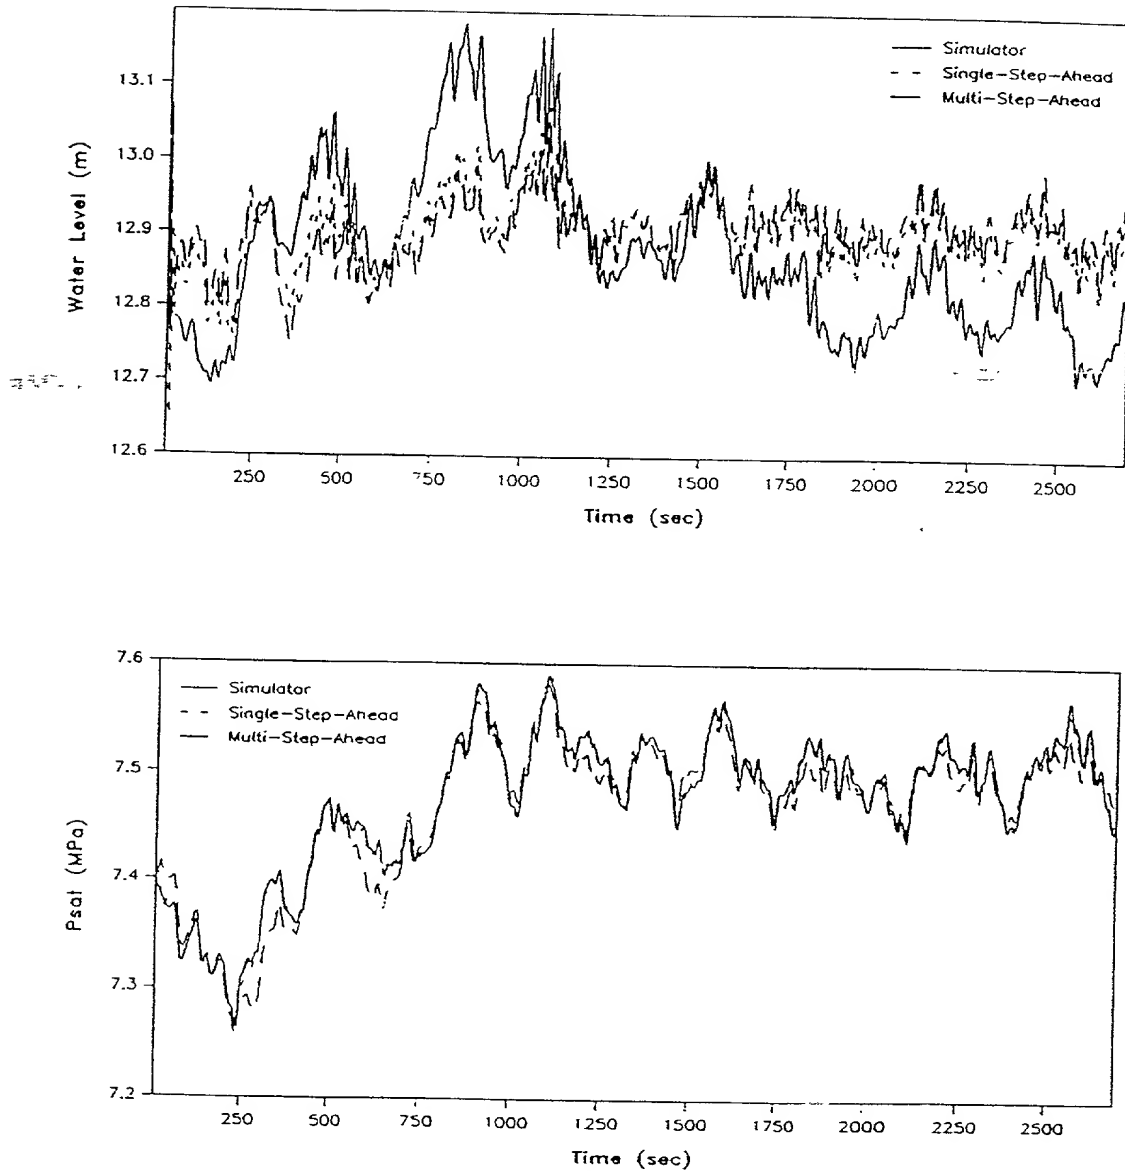 Simulator
Single-Step-Ahead
Multi-Step-Ahead
13.1
13.0
12.9
12.8
12.7
12.6
Water Level (m)
250 500 750 1000 1250 1500 1750 2000 2250 2500
Time (sec)
7.6
7.5
7.4
7.3
7.2
Psat (MPa)
Simulator
Single-Step-Ahead
Multi-Step-Ahead
250 500 750 1000 1250 1500 1750 2000 2250 2500
Time (sec)